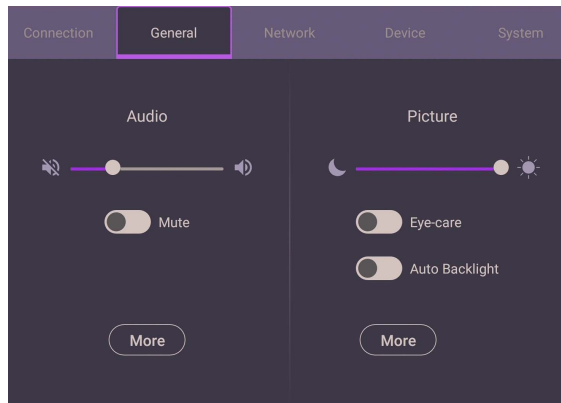 Connection General Network Device System
Audio
Mute
More
Picture
Eye-care
Auto Backlight
More